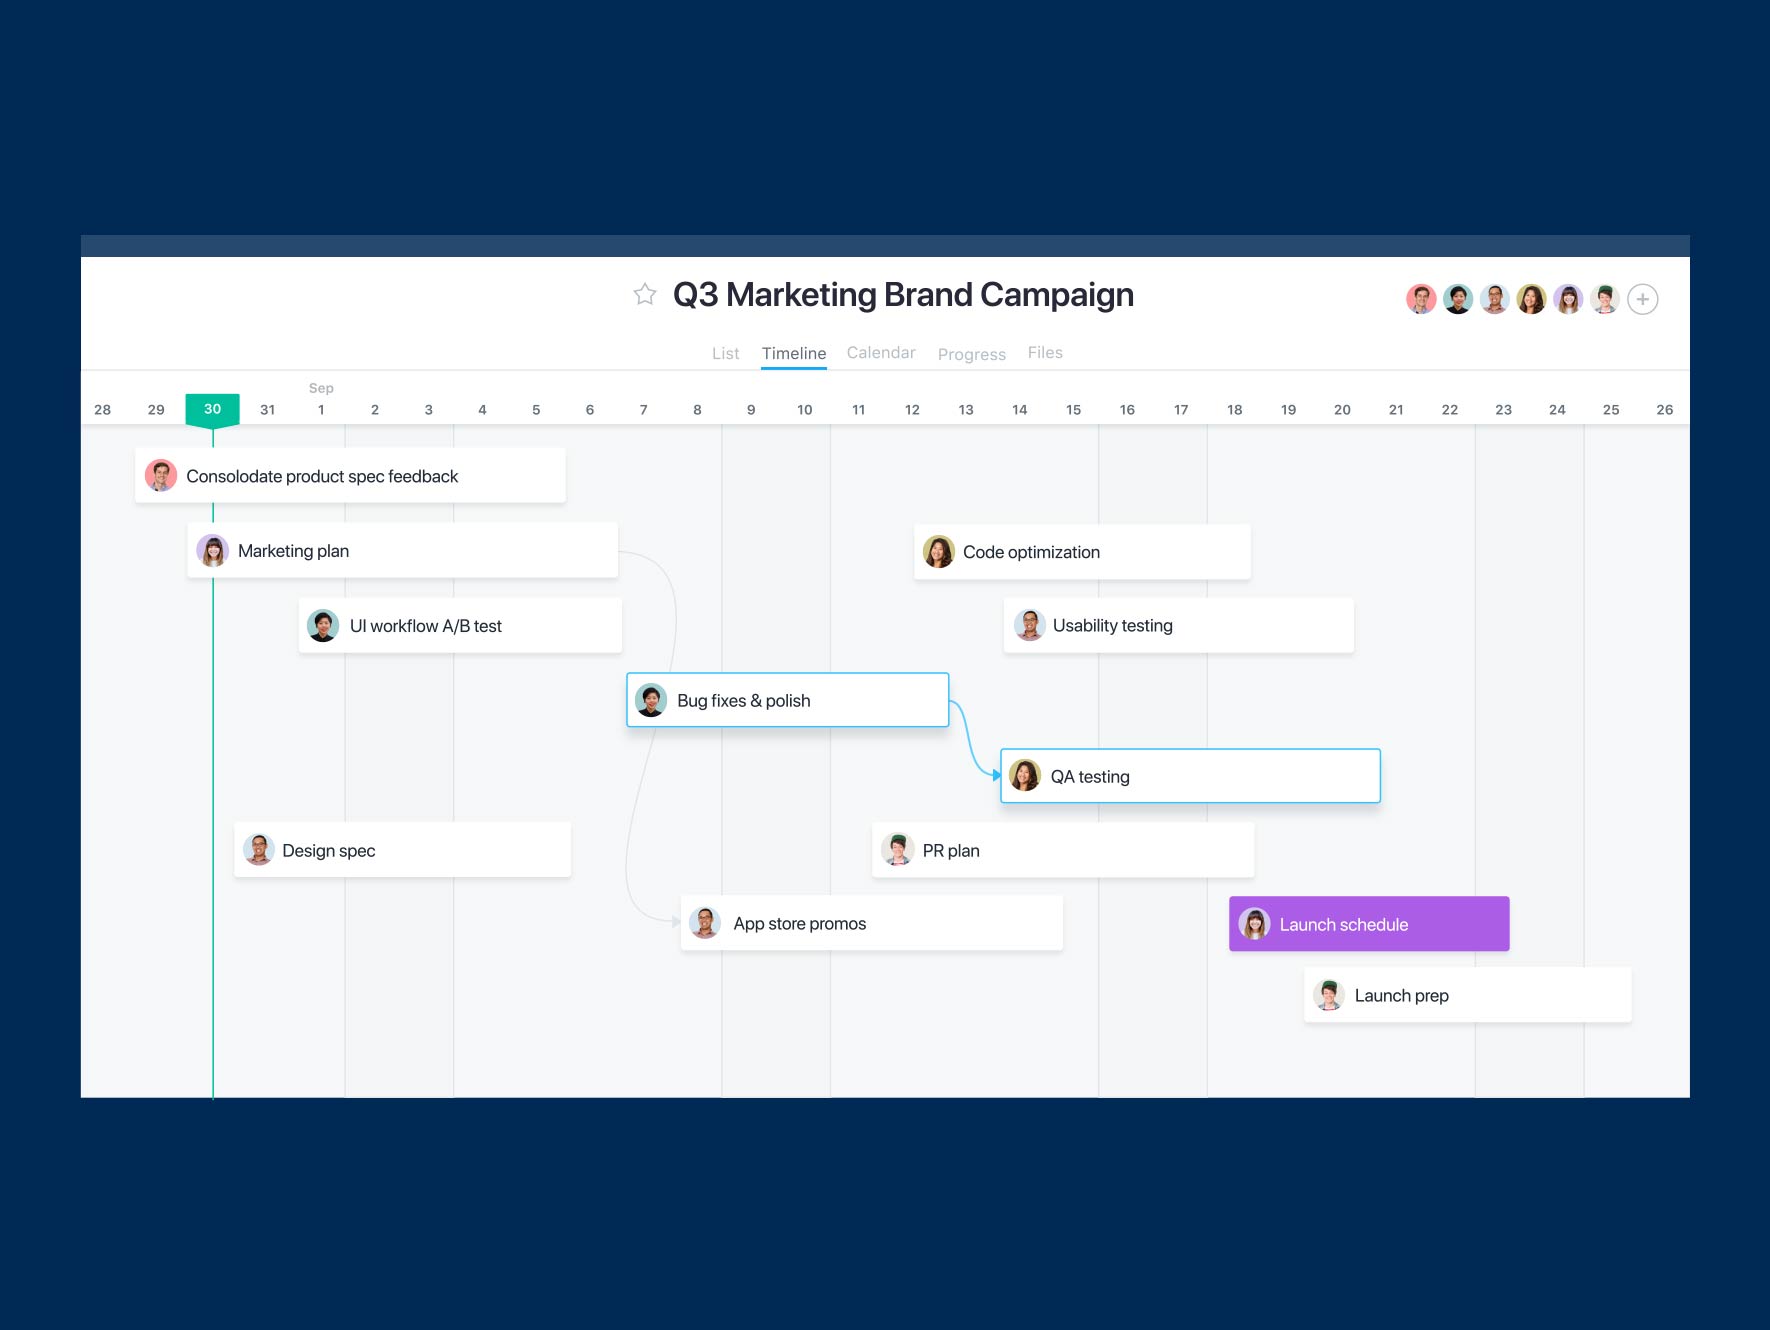 Q3 Marketing Brand Campaign
List Timeline Calendar Progress Files
Sep
28 29 30 31 1 2 3 4 5 6 7 8 9 10 11 12 13 14 15 16 17 18 19 20 21 22 23 24 25 26
Consolodate product spec feedback
Marketing plan
Code optimization
UI workflow A/B test
Usability testing
Bug fixes & polish
QA testing
Design spec
PR plan
App store promos
Launch schedule
Launch prep